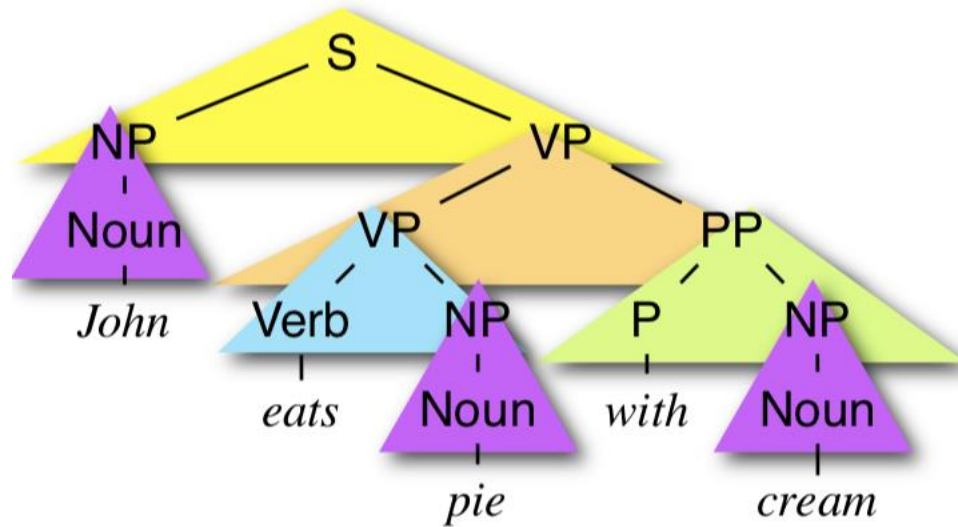 S
NP VP
Noun VP PP
John Verb NP P NP
eats Noun with Noun
pie cream